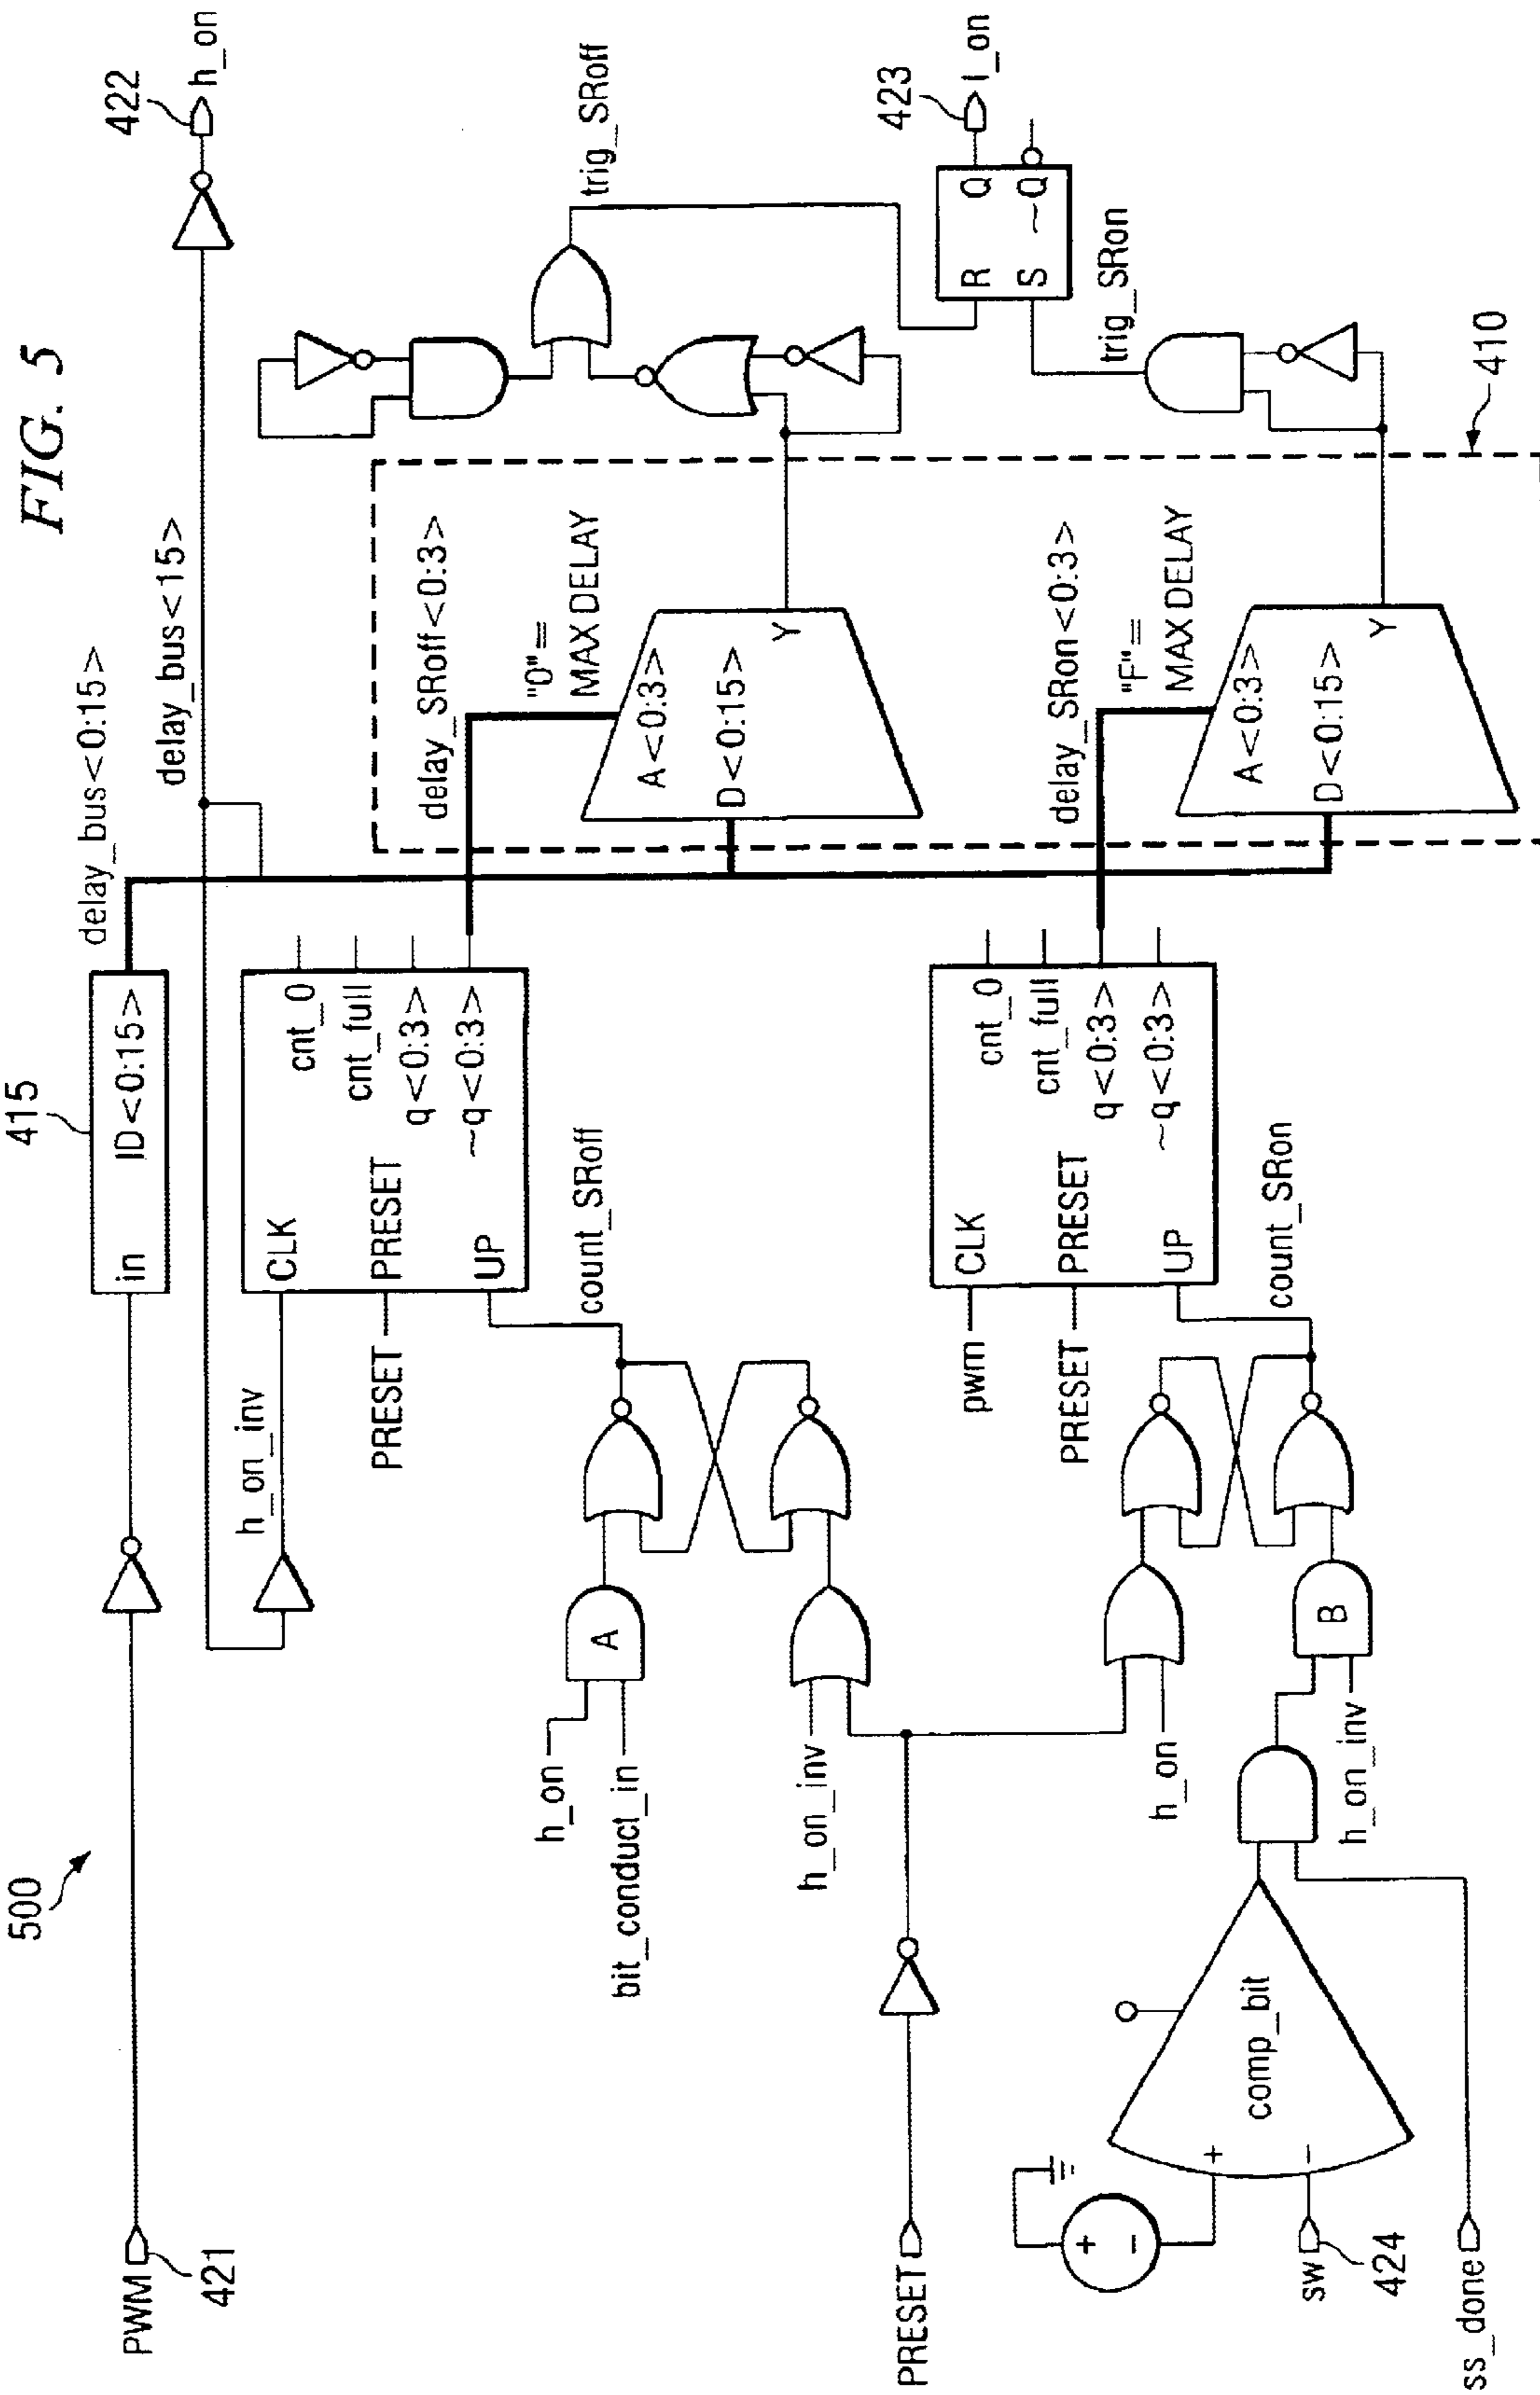 FIG. 5
500
PWM
421
415
in
ID<0:15>
delay_bus<0:15>
delay_bus<15>
422
h_on
h_on_inv
CLK
cnt_0
PRESET
PRESET
cnt_full
q<0:3>
UP
~q<0:3>
count_SRoff
delay_SRoff<0:3>
"0"=
MAX DELAY
A<0:3>
D<0:15>
Y
trig_SRoff
h_on
bit_conduct_in
A
h_on_inv
PRESET
423
l_on
R
Q
S
~Q
trig_SRon
pwm
CLK
cnt_0
PRESET
PRESET
cnt_full
q<0:3>
UP
~q<0:3>
count_SRon
delay_SRon<0:3>
"F"=
MAX DELAY
A<0:3>
D<0:15>
Y
410
h_on
B
h_on_inv
+
−
+
−
comp_bit
sw
424
ss_done